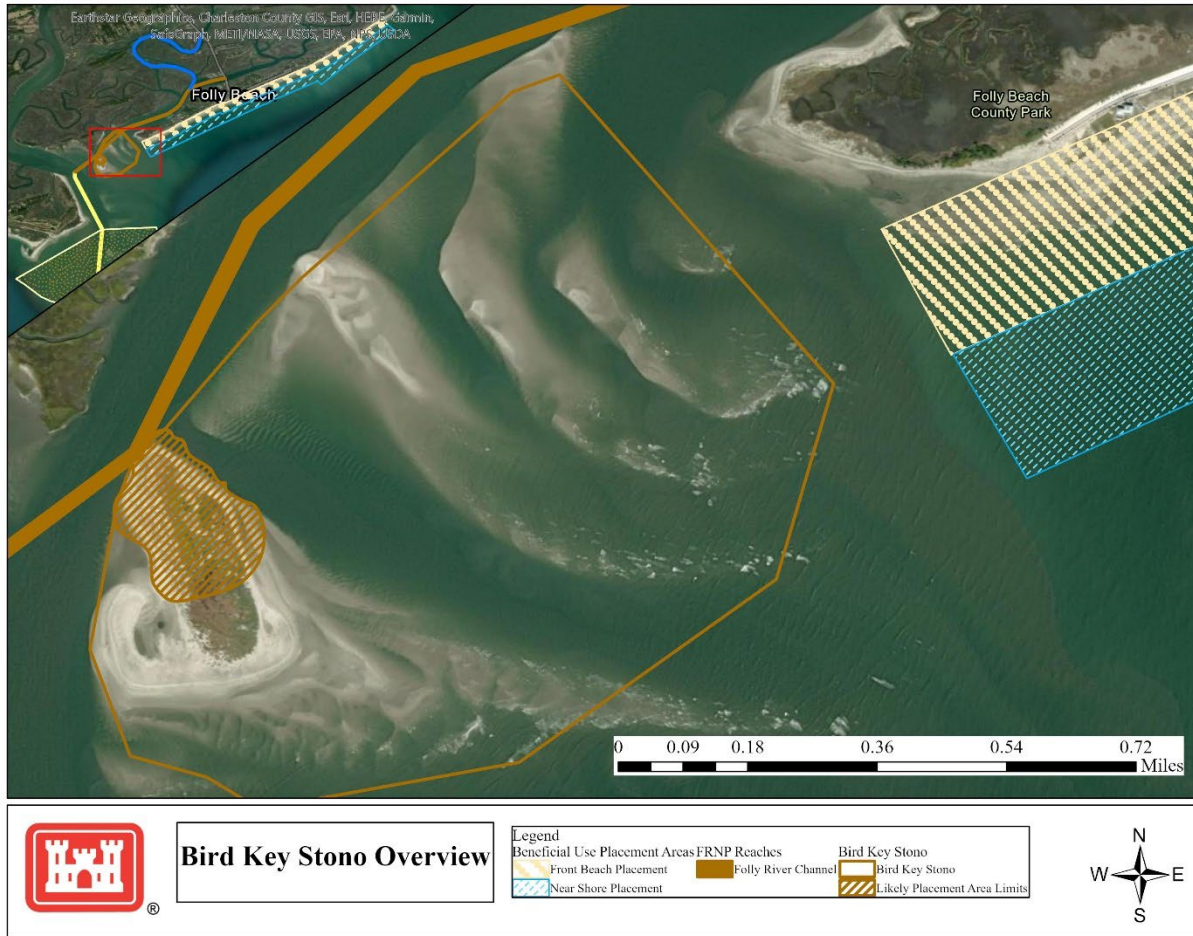 Earthstar Geographics, Charleston County GIS, Esri, HERE, Garmin,
SafeGraph, METI/NASA, USGS, EPA, NPS, USDA
Folly Beach
Folly Beach
County Park
0 0.09 0.18 0.36 0.54 0.72
Miles
®
Bird Key Stono Overview
Legend
Beneficial Use Placement Areas FRNP Reaches Bird Key Stono
Front Beach Placement Folly River Channel Bird Key Stono
Near Shore Placement Likely Placement Area Limits
N
W E
S